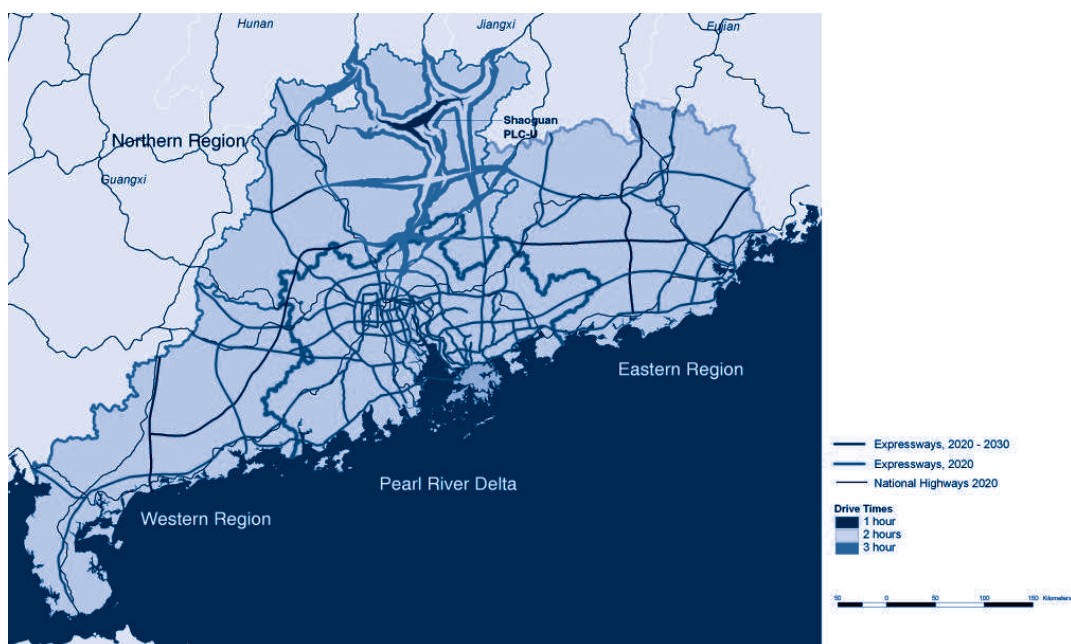 Hunan
Jiangxi
Fujian
Shaoguan
PLC-U
Northern Region
Guangxi
Eastern Region
Pearl River Delta
Western Region
Expressways, 2020 - 2030
Expressways, 2020
National Highways 2020
Drive Times
1 hour
2 hours
3 hour
50 0 50 100 150 Kilometers